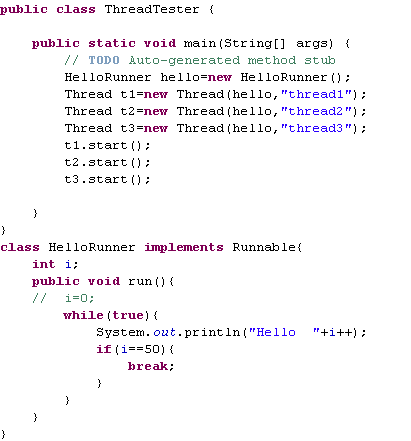 public class ThreadTester {
public static void main(String[] args) {
// TODO Auto-generated method stub
HelloRunner hello=new HelloRunner();
Thread t1=new Thread(hello,"thread1");
Thread t2=new Thread(hello,"thread2");
Thread t3=new Thread(hello,"thread3");
t1.start();
t2.start();
t3.start();
}
}
class HelloRunner implements Runnable{
int i;
public void run(){
//  i=0;
while(true){
System.out.println("Hello  "+i++);
if(i==50){
break;
}
}
}
}